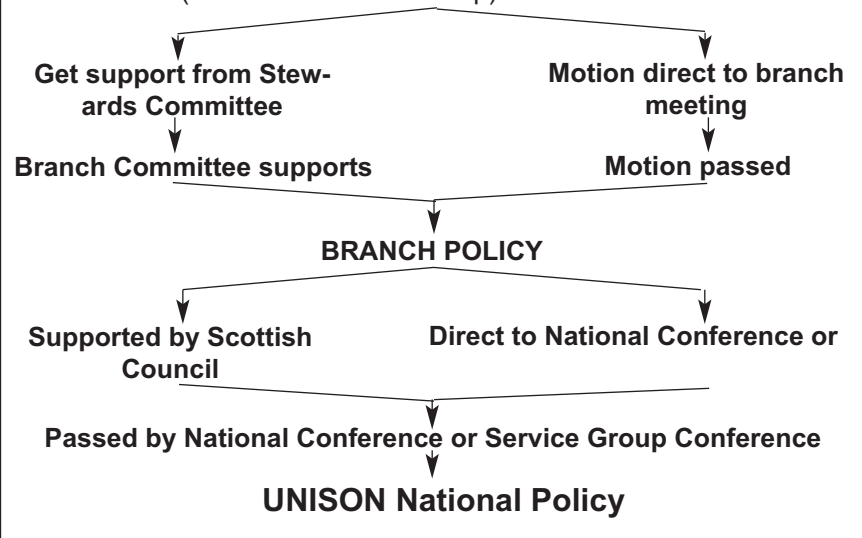 Get support from Stew-
ards Committee
Motion direct to branch
meeting
Branch Committee supports
Motion passed
BRANCH POLICY
Supported by Scottish
Council
Direct to National Conference or
Passed by National Conference or Service Group Conference
UNISON National Policy